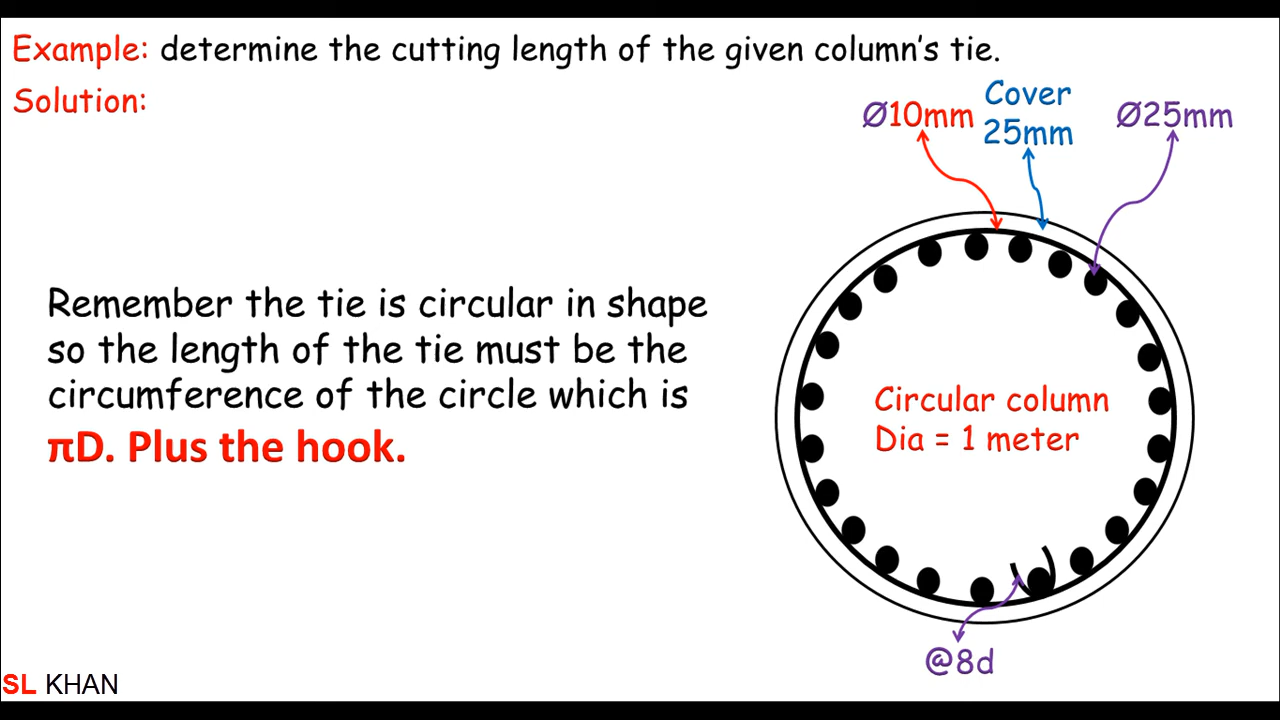 Example: determine the cutting length of the given column's tie.
Solution:
Ø10mm
Cover
25mm
Ø25mm
Remember the tie is circular in shape
so the length of the tie must be the
circumference of the circle which is
πD. Plus the hook.
Circular column
Dia = 1 meter
@8d
SL KHAN